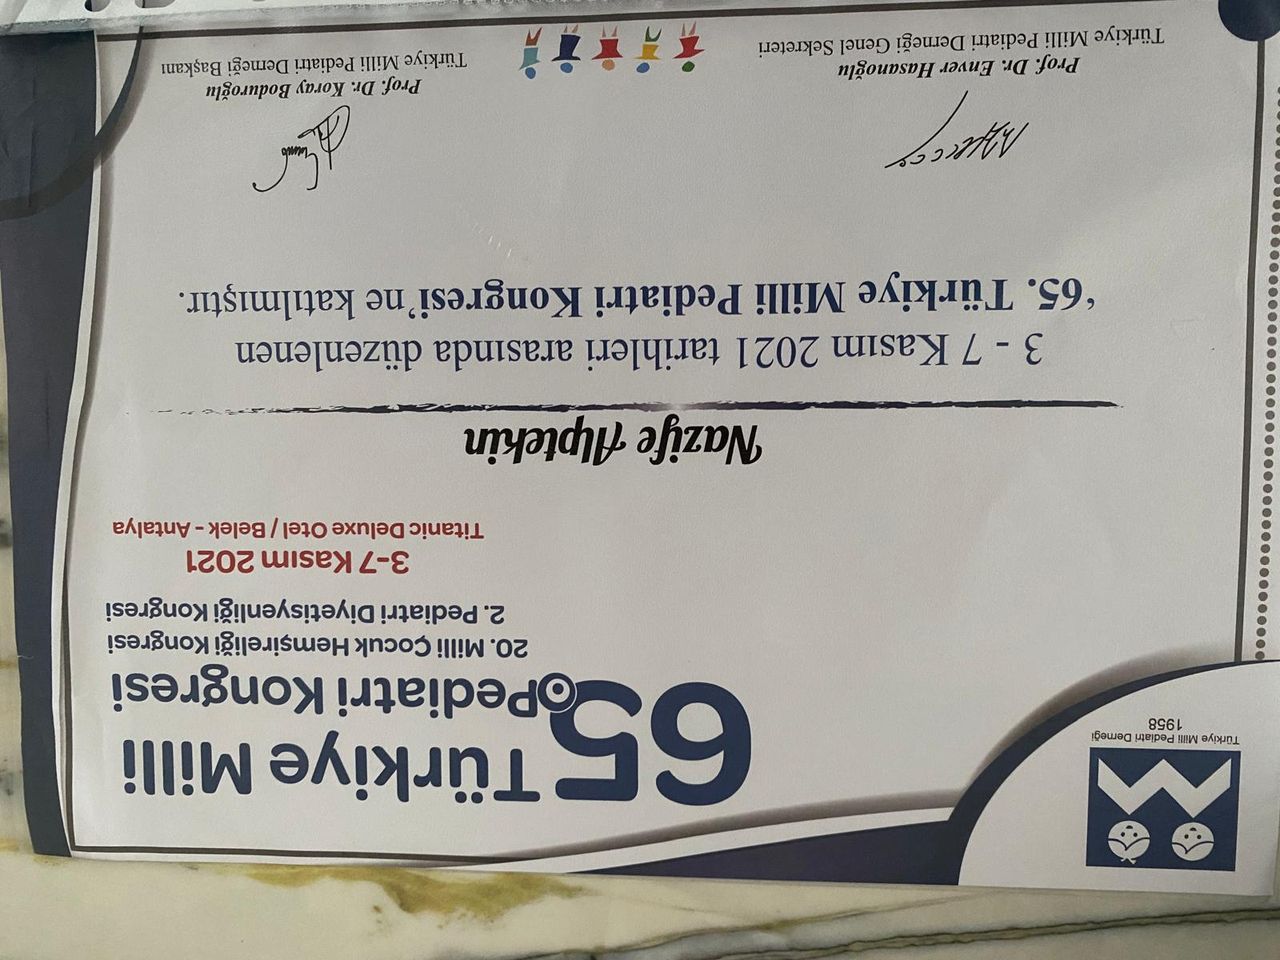 Türkiye Milli Pediatri Derneği
1958
65. Türkiye Milli
Pediatri Kongresi
20. Milli Çocuk Hemşireliği Kongresi
2. Pediatri Diyetisyenliği Kongresi
3-7 Kasım 2021
Titanic Deluxe Otel / Belek - Antalya
Nazife Alptekin
3 - 7 Kasım 2021 tarihleri arasında düzenlenen
‘65. Türkiye Milli Pediatri Kongresi’ne katılmıştır.
Prof. Dr. Enver Hasanoğlu
Türkiye Milli Pediatri Derneği Genel Sekreteri
Prof. Dr. Koray Boduroğlu
Türkiye Milli Pediatri Derneği Başkanı